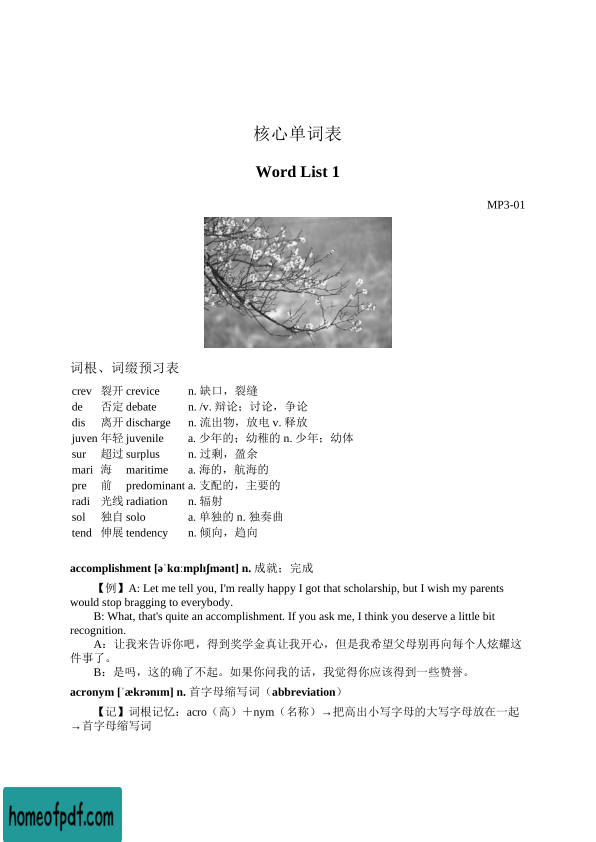 核心单词表
Word List 1
MP3-01
词根、词缀预习表
crev 裂开 crevice n. 缺口，裂缝
de 否定 debate n. /v. 辩论；讨论，争论
dis 离开 discharge n. 流出物，放电 v. 释放
juven 年轻 juvenile a. 少年的；幼稚的 n. 少年；幼体
sur 超过 surplus n. 过剩，盈余
mari 海 maritime a. 海的，航海的
pre 前 predominant a. 支配的，主要的
radi 光线 radiation n. 辐射
sol 独自 solo a. 单独的 n. 独奏曲
tend 伸展 tendency n. 倾向，趋向
accomplishment [əˈkɑːmplɪʃmənt] n. 成就；完成
【例】A: Let me tell you, I'm really happy I got that scholarship, but I wish my parents
would stop bragging to everybody.
B: What, that's quite an accomplishment. If you ask me, I think you deserve a little bit
recognition.
A：让我来告诉你吧，得到奖学金真让我开心，但是我希望父母别再向每个人炫耀这
件事了。
B：是吗，这的确了不起。如果你问我的话，我觉得你应该得到一些赞誉。
acronym [ˈækrənɪm] n. 首字母缩写词（abbreviation）
【记】词根记忆：acro（高）＋nym（名称）→把高出小写字母的大写字母放在一起
→首字母缩写词
homeofpdf.com